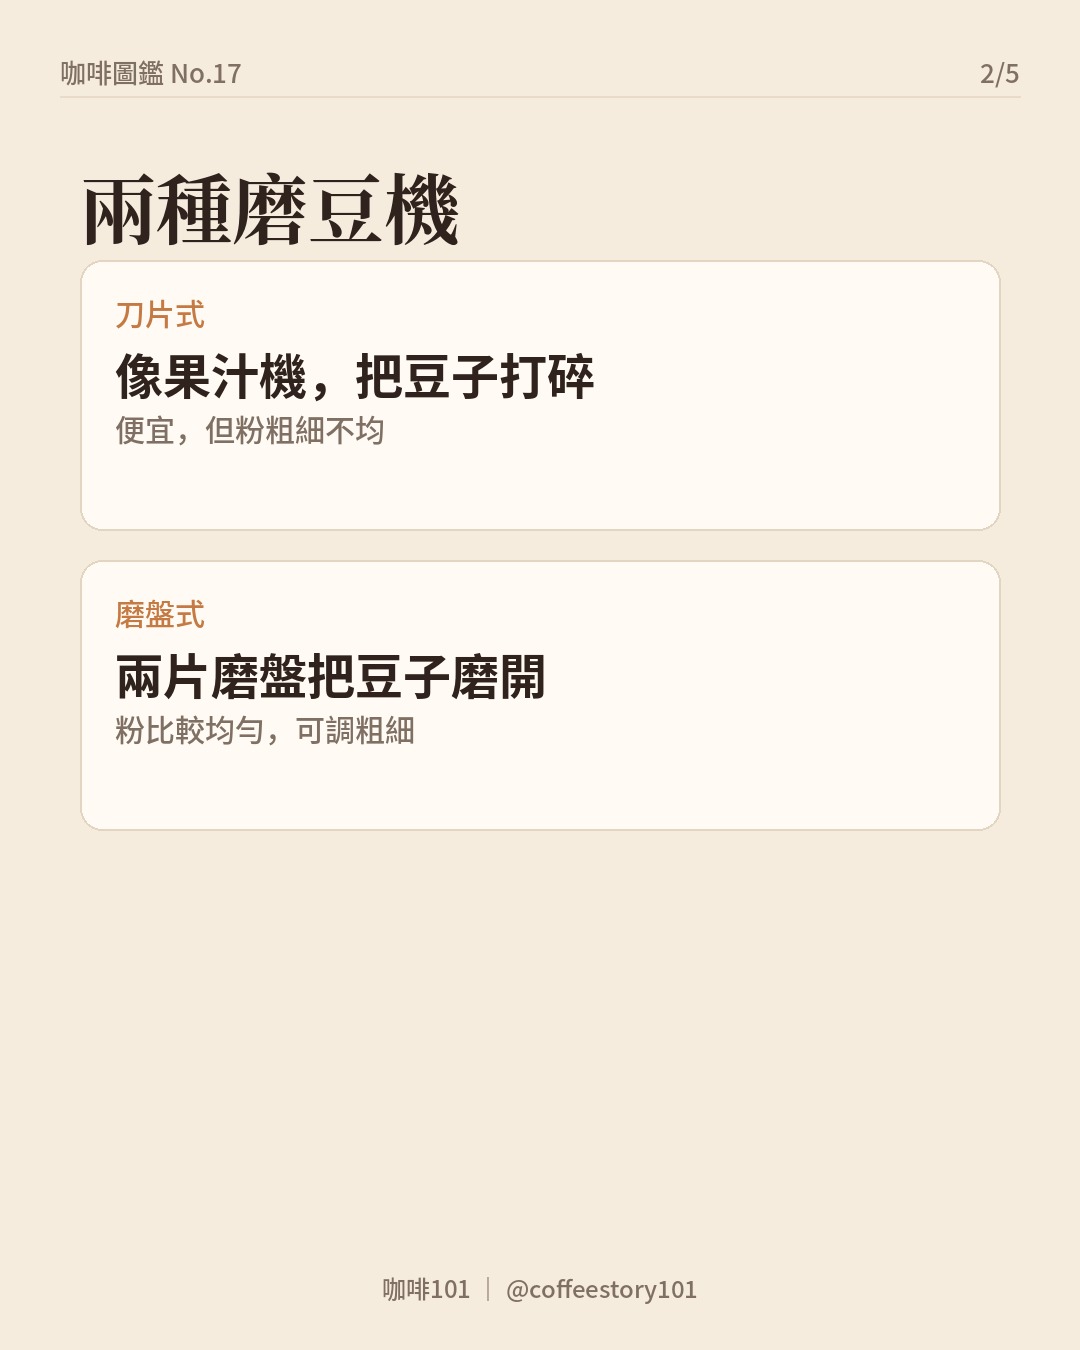 咖啡圖鑑 No.17
2/5
兩種磨豆機
刀片式
像果汁機，把豆子打碎
便宜，但粉粗細不均
磨盤式
兩片磨盤把豆子磨開
粉比較均勻，可調粗細
咖啡101｜@coffeestory101